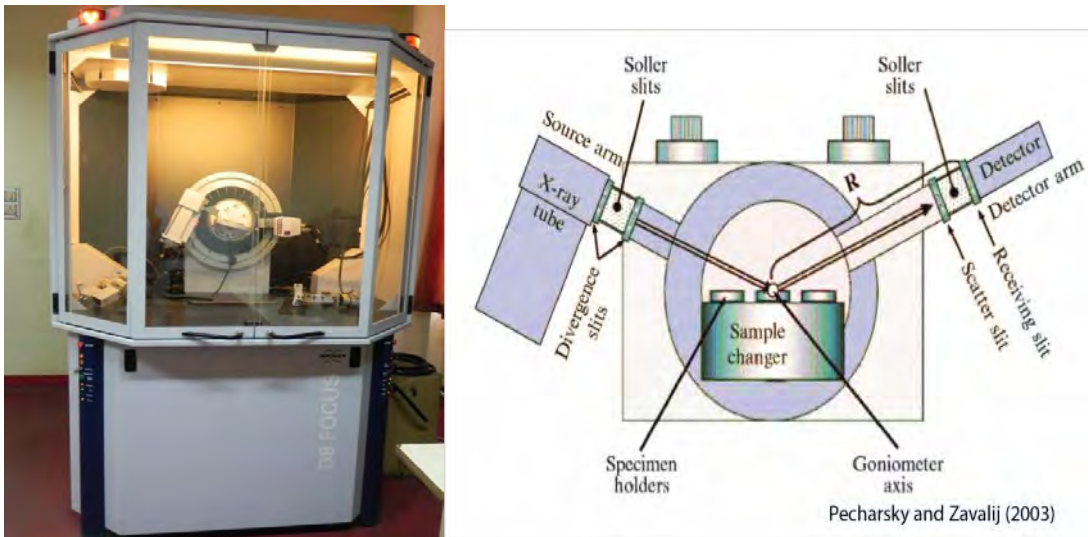 D8 FOCUS
Soller
slits
Soller
slits
Source arm
X-ray
tube
R
Detector
Detector arm
Divergence
slits
Sample
changer
Scatter slit
Receiving slit
Specimen
holders
Goniometer
axis
Pecharsky and Zavalij (2003)